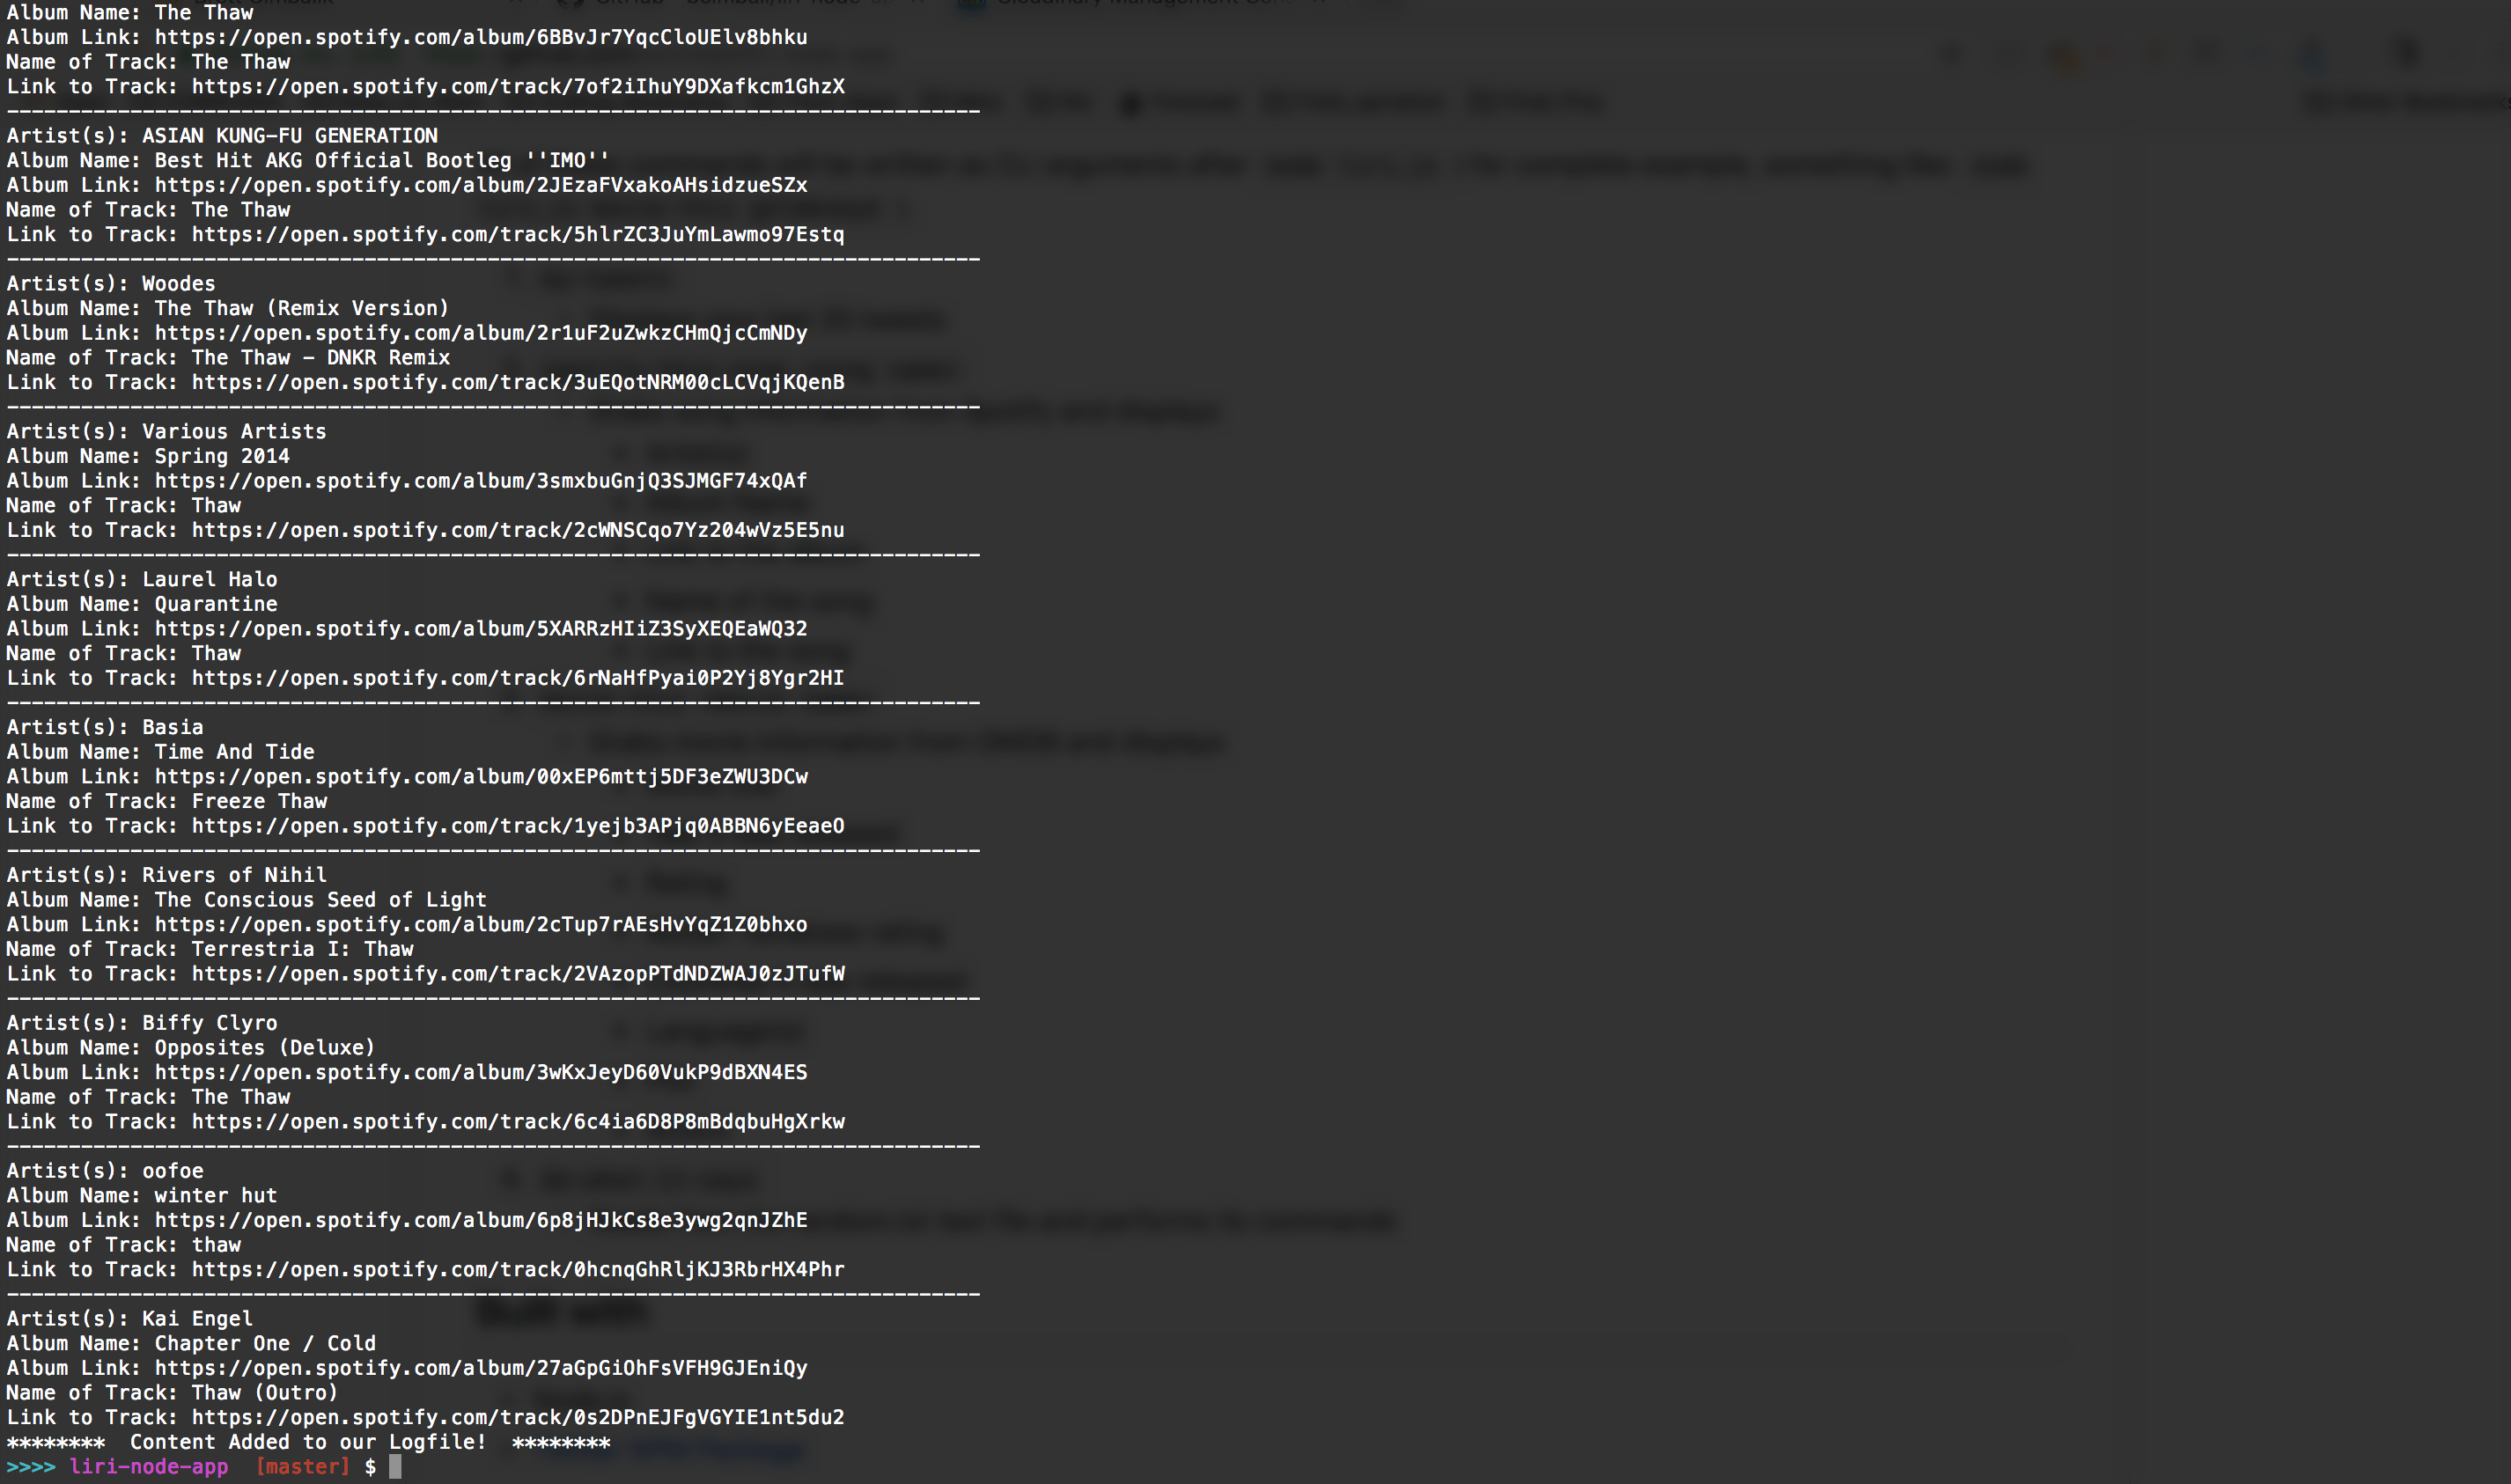 Album Name: The Thaw
Album Link: https://open.spotify.com/album/6BBvJr7YqcCloUElv8bhku
Name of Track: The Thaw
Link to Track: https://open.spotify.com/track/7of2iIhuY9DXafkcm1GhzX
-------------------------------------------------------------------------------
Artist(s): ASIAN KUNG-FU GENERATION
Album Name: Best Hit AKG Official Bootleg ''IMO''
Album Link: https://open.spotify.com/album/2JEzaFVxakoAHsidzueSZx
Name of Track: The Thaw
Link to Track: https://open.spotify.com/track/5hlrZC3JuYmLawmo97Estq
-------------------------------------------------------------------------------
Artist(s): Woodes
Album Name: The Thaw (Remix Version)
Album Link: https://open.spotify.com/album/2r1uF2uZwkzCHmQjcCmNDy
Name of Track: The Thaw - DNKR Remix
Link to Track: https://open.spotify.com/track/3uEQotNRM00cLCVqjKQenB
-------------------------------------------------------------------------------
Artist(s): Various Artists
Album Name: Spring 2014
Album Link: https://open.spotify.com/album/3smxbuGnjQ3SJMGF74xQAf
Name of Track: Thaw
Link to Track: https://open.spotify.com/track/2cWNSCqo7Yz204wVz5E5nu
-------------------------------------------------------------------------------
Artist(s): Laurel Halo
Album Name: Quarantine
Album Link: https://open.spotify.com/album/5XARRzHIiZ3SyXEQEaWQ32
Name of Track: Thaw
Link to Track: https://open.spotify.com/track/6rNaHfPyai0P2Yj8Ygr2HI
-------------------------------------------------------------------------------
Artist(s): Basia
Album Name: Time And Tide
Album Link: https://open.spotify.com/album/00xEP6mttj5DF3eZWU3DCw
Name of Track: Freeze Thaw
Link to Track: https://open.spotify.com/track/1yejb3APjq0ABBN6yEeaeO
-------------------------------------------------------------------------------
Artist(s): Rivers of Nihil
Album Name: The Conscious Seed of Light
Album Link: https://open.spotify.com/album/2cTup7rAEsHvYqZ1Z0bhxo
Name of Track: Terrestria I: Thaw
Link to Track: https://open.spotify.com/track/2VAzopPTdNDZWAJ0zJTufW
-------------------------------------------------------------------------------
Artist(s): Biffy Clyro
Album Name: Opposites (Deluxe)
Album Link: https://open.spotify.com/album/3wKxJeyD60VukP9dBXN4ES
Name of Track: The Thaw
Link to Track: https://open.spotify.com/track/6c4ia6D8P8mBdqbuHgXrkw
-------------------------------------------------------------------------------
Artist(s): oofoe
Album Name: winter hut
Album Link: https://open.spotify.com/album/6p8jHJkCs8e3ywg2qnJZhE
Name of Track: thaw
Link to Track: https://open.spotify.com/track/0hcnqGhRljKJ3RbrHX4Phr
-------------------------------------------------------------------------------
Artist(s): Kai Engel
Album Name: Chapter One / Cold
Album Link: https://open.spotify.com/album/27aGpGiOhFsVFH9GJEniQy
Name of Track: Thaw (Outro)
Link to Track: https://open.spotify.com/track/0s2DPnEJFgVGYIE1nt5du2
******** Content Added to our Logfile! ********
>>>> liri-node-app [master] $